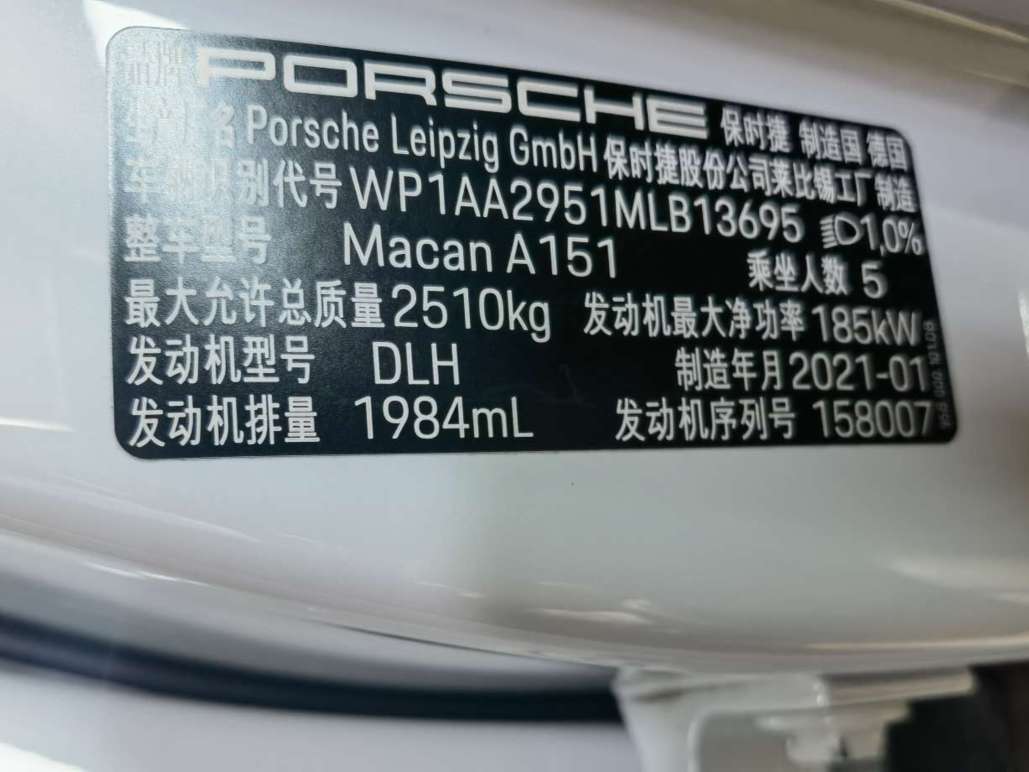 品牌 PORSCHE 保时捷 制造国 德国
名 Porsche Leipzig GmbH 保时捷股份公司莱比锡工厂制造
车辆识别代号 WP1AA2951MLB13695 1,0%
整车型号 Macan A151 乘坐人数 5
最大允许总质量 2510kg 发动机最大净功率 185kW
发动机型号 DLH 制造年月 2021-01
发动机排量 1984mL 发动机序列号 158007